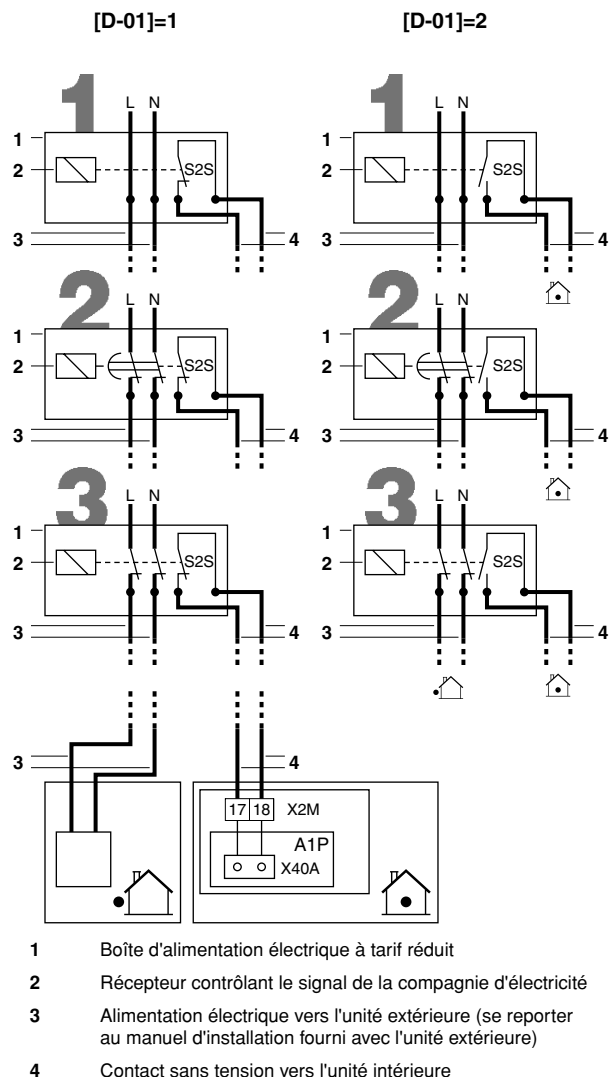 [D-01]=1 [D-01]=2
1 1
L N L N
1 1
2 S2S 2 S2S
3 4 3 4
2 2
L N L N
1 1
2 S2S 2 S2S
3 4 3 4
3 3
L N L N
1 1
2 S2S 2 S2S
3 4 3 4
3 4
17 18 X2M
A1P
X40A
1 Boîte d'alimentation électrique à tarif réduit
2 Récepteur contrôlant le signal de la compagnie d'électricité
3 Alimentation électrique vers l'unité extérieure (se reporter
au manuel d'installation fourni avec l'unité extérieure)
4 Contact sans tension vers l'unité intérieure